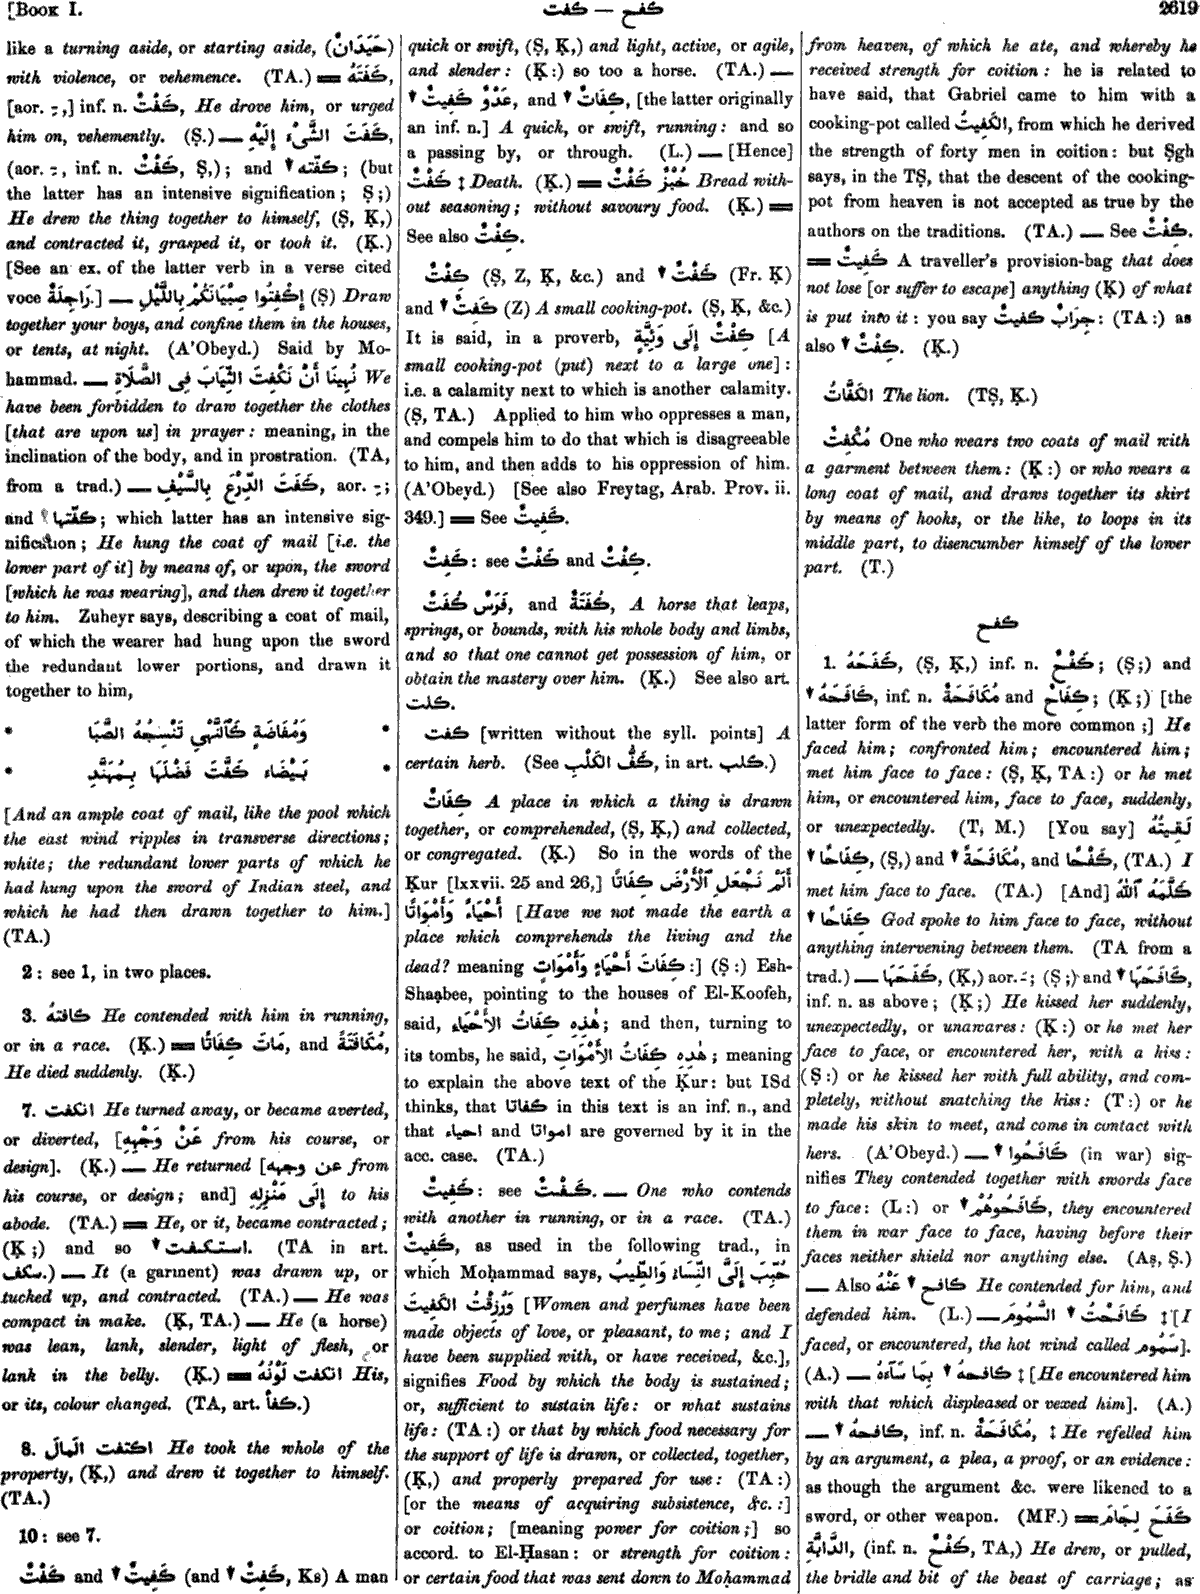 [Book I.
كفت — كفح
2619
like a turning aside, or starting aside, (حَيَدَانٌ)
with violence, or vehemence. (TA.) ＝ كَفَتَهُ,
[aor. ـِ ,] inf. n. كَفْتٌ, He drove him, or urged
him on, vehemently. (Ṣ.) — كَفَتَ الشَّىْءَ إِلَيْهِ,
(aor. ـِ , inf. n. كَفْتٌ, Ṣ,); and ▼ كفّته; (but
the latter has an intensive signification; Ṣ;)
He drew the thing together to himself, (Ṣ, Ḳ,)
and contracted it, grasped it, or took it. (Ḳ.)
[See an ex. of the latter verb in a verse cited
voce رَاجِلَةٌ.] — إِكْفِتُوا صِبْيَانَكُمْ بِاللَّيْلِ (Ṣ) Draw
together your boys, and confine them in the houses,
or tents, at night. (A'Obeyd.) Said by Mo-
hammad. — نُهِينَا أَنْ نَكْفِتَ الثِّيَابَ فِى الصَّلَاةِ We
have been forbidden to draw together the clothes
[that are upon us] in prayer: meaning, in the
inclination of the body, and in prostration. (TA,
from a trad.) — كَفَتَ الدِّرْعَ بِالسَّيْفِ, aor. ـِ ;
and ▼ كفّتها; which latter has an intensive sig-
nification; He hung the coat of mail [i.e. the
lower part of it] by means of, or upon, the sword
[which he was wearing], and then drew it together
to him. Zuheyr says, describing a coat of mail,
of which the wearer had hung upon the sword
the redundant lower portions, and drawn it
together to him,
* وَمُفَاضَةٍ كَٱلنَّهْىِ تَنْسِجُهُ الصَّبَا *
* بَيْضَاء كَفَّتَ فَضْلَهَا بِمُهَنَّدِ *
[And an ample coat of mail, like the pool which
the east wind ripples in transverse directions;
white; the redundant lower parts of which he
had hung upon the sword of Indian steel, and
which he had then drawn together to him.]
(TA.)
2: see 1, in two places.
3. كافتهُ He contended with him in running,
or in a race. (Ḳ.) ＝ مَاتَ كِفَاتًا, and مُكَافَتَةً,
He died suddenly. (Ḳ.)
7. انكفت He turned away, or became averted,
or diverted, [عَنْ وَجْهِهِ from his course, or
design]. (Ḳ.) — He returned [عن وجهه from
his course, or design; and] إِلَى مَنْزِلِهِ to his
abode. (TA.) ＝ He, or it, became contracted;
(Ḳ;) and so ▼ استكفت. (TA in art.
سكف.) — It (a garment) was drawn up, or
tucked up, and contracted. (TA.) — He was
compact in make. (Ḳ, TA.) — He (a horse)
was lean, lank, slender, light of flesh, or
lank in the belly. (Ḳ.) ＝ انكفت لَوْنُهُ His,
or its, colour changed. (TA, art. كفأ.)
8. اكتفت المالَ He took the whole of the
property, (Ḳ,) and drew it together to himself.
(TA.)
10: see 7.
كَفْتٌ and ▼ كَفِيتٌ (and ▼ كَفِتٌ, Ks) A man
quick or swift, (Ṣ, Ḳ,) and light, active, or agile,
and slender: (Ḳ:) so too a horse. (TA.) —
▼ عَدْوٌ كَفِيتٌ, and ▼ كِفَاتٌ, [the latter originally
an inf. n.] A quick, or swift, running: and so
a passing by, or through. (L.) — [Hence]
كَفْتٌ ‡ Death. (Ḳ.) ＝ خُبْزٌ كَفْتٌ Bread with-
out seasoning; without savoury food. (Ḳ.) ＝
See also كِفْتٌ.
كِفْتٌ (Ṣ, Z, Ḳ, &c.) and ▼ كَفْتٌ (Fr. Ḳ)
and ▼ كَفِتٌ (Z) A small cooking-pot. (Ṣ, Ḳ, &c.)
It is said, in a proverb, كِفْتٌ إِلَى وَئِيَّةٍ [A
small cooking-pot (put) next to a large one]:
i.e. a calamity next to which is another calamity.
(Ṣ, TA.) Applied to him who oppresses a man,
and compels him to do that which is disagreeable
to him, and then adds to his oppression of him.
(A'Obeyd.) [See also Freytag, Arab. Prov. ii.
349.] ＝ See كَفِيتٌ.
كَفِتٌ: see كَفْتٌ and كِفْتٌ.
فَرَسٌ كُفَتٌ, and كُفَتَةٌ, A horse that leaps,
springs, or bounds, with his whole body and limbs,
and so that one cannot get possession of him, or
obtain the mastery over him. (Ḳ.) See also art.
كلت.
كفت [written without the syll. points] A
certain herb. (See كَفُّ الكَلْبِ, in art. كلب.)
كِفَاتٌ A place in which a thing is drawn
together, or comprehended, (Ṣ, Ḳ,) and collected,
or congregated. (Ḳ.) So in the words of the
Ḳur [lxxvii. 25 and 26,] أَلَمْ نَجْعَلِ ٱلْأَرْضَ كِفَاتًا
أَحْيَاءً وَأَمْوَاتًا [Have we not made the earth a
place which comprehends the living and the
dead? meaning كِفَاتَ أَحْيَاءٍ وَأَمْوَاتٍ:] (Ṣ:) Esh-
Shaạbee, pointing to the houses of El-Koofeh,
said, هٰذِهِ كِفَاتُ الأَحْيَاءِ; and then, turning to
its tombs, he said, هٰذِهِ كِفَاتُ الأَمْوَاتِ; meaning
to explain the above text of the Ḳur: but ISd
thinks, that كفاتا in this text is an inf. n., and
that احياء and امواتا are governed by it in the
acc. case. (TA.)
كَفِيتٌ: see كَفْتٌ. — One who contends
with another in running, or in a race. (TA.)
كَفِيتٌ, as used in the following trad., in
which Moḥammad says, حُبِّبَ إِلَىَّ النِّسَاءُ وَالطِّيبُ
وَرُزِقْتُ الكَفِيتَ [Women and perfumes have been
made objects of love, or pleasant, to me; and I
have been supplied with, or have received, &c.],
signifies Food by which the body is sustained;
or, sufficient to sustain life: or what sustains
life: (TA:) or that by which food necessary for
the support of life is drawn, or collected, together,
(Ḳ,) and properly prepared for use: (TA:)
[or the means of acquiring subsistence, &c.:]
or coition; [meaning power for coition;] so
accord. to El-Ḥasan: or strength for coition:
or certain food that was sent down to Moḥammad
from heaven, of which he ate, and whereby he
received strength for coition: he is related to
have said, that Gabriel came to him with a
cooking-pot called الكَفِيتُ, from which he derived
the strength of forty men in coition: but Ṣgh
says, in the TṢ, that the descent of the cooking-
pot from heaven is not accepted as true by the
authors on the traditions. (TA.) — See كِفْتٌ.
＝ كَفِيتٌ A traveller's provision-bag that does
not lose [or suffer to escape] anything (Ḳ) of what
is put into it: you say جِرَابٌ كَفِيتٌ: (TA:) as
also ▼ كِفْتٌ. (Ḳ.)
الكَفَّاتُ The lion. (TṢ, Ḳ.)
مُكْفِتٌ One who wears two coats of mail with
a garment between them: (Ḳ:) or who wears a
long coat of mail, and draws together its skirt
by means of hooks, or the like, to loops in its
middle part, to disencumber himself of the lower
part. (T.)
كفح
1. كَفَحَهُ, (Ṣ, Ḳ,) inf. n. كَفْحٌ; (Ṣ;) and
▼ كَافَحَهُ, inf. n. مُكَافَحَةٌ and كِفَاحٌ; (Ḳ;) [the
latter form of the verb the more common;] He
faced him; confronted him; encountered him;
met him face to face: (Ṣ, Ḳ, TA:) or he met
him, or encountered him, face to face, suddenly,
or unexpectedly. (T, M.) [You say] لَقِيتُهُ
▼ كِفَاحًا, (Ṣ,) and ▼ مُكَافَحَةً, and كَفْحًا, (TA.) I
met him face to face. (TA.) [And] كَلَّمَهُ ٱللّٰهُ
▼ كِفَاحًا God spoke to him face to face, without
anything intervening between them. (TA from a
trad.) — كَفَحَهَا, (Ḳ,) aor. ـَ ; (Ṣ;) and ▼ كَافَحَهَا,
inf. n. as above; (Ḳ;) He kissed her suddenly,
unexpectedly, or unawares: (Ḳ:) or he met her
face to face, or encountered her, with a kiss:
(Ṣ:) or he kissed her with full ability, and com-
pletely, without snatching the kiss: (T:) or he
made his skin to meet, and come in contact with
hers. (A'Obeyd.) — ▼ كَافَحُوا (in war) sig-
nifies They contended together with swords face
to face: (L:) or ▼ كَافَحُوهُمْ, they encountered
them in war face to face, having before their
faces neither shield nor anything else. (Aṣ, Ṣ.)
— Also ▼ كافح عَنْهُ He contended for him, and
defended him. (L.) — ▼ كَافَحْتُ السَّمُومَ ‡ [I
faced, or encountered, the hot wind called سَمُوم].
(A.) — ▼ كافحهُ بِمَا سَآءَهُ ‡ [He encountered him
with that which displeased or vexed him]. (A.)
— ▼ كافحهُ, inf. n. مُكَافَحَةٌ, ‡ He refelled him
by an argument, a plea, a proof, or an evidence:
as though the argument &c. were likened to a
sword, or other weapon. (MF.) ＝ كَفَحَ لِجَامَ
الدَّابَّةِ, (inf. n. كَفْحٌ, TA,) He drew, or pulled,
the bridle and bit of the beast of carriage; as